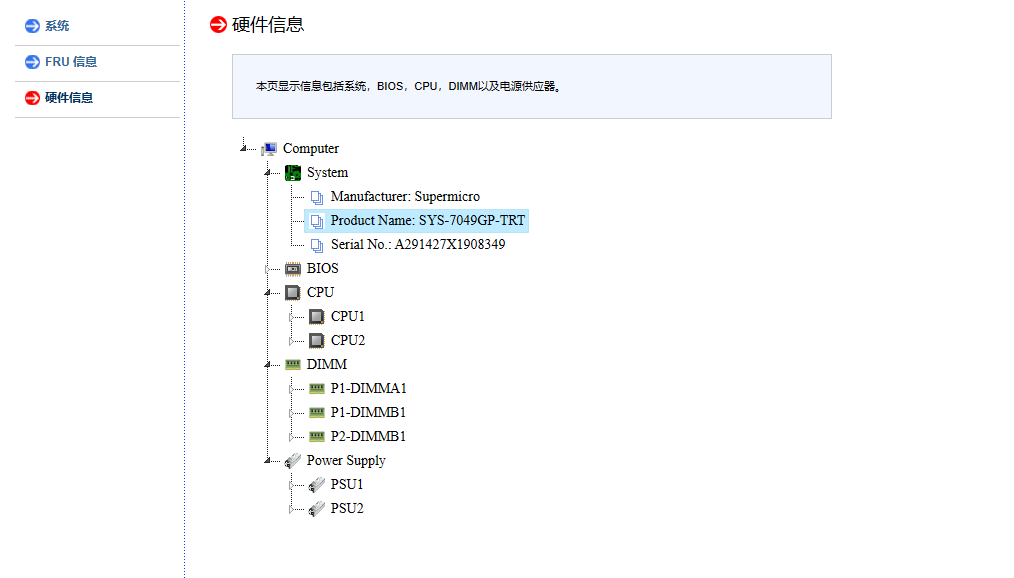 系统
FRU 信息
硬件信息
硬件信息
本页显示信息包括系统，BIOS，CPU，DIMM以及电源供应器。
Computer
System
Manufacturer: Supermicro
Product Name: SYS-7049GP-TRT
Serial No.: A291427X1908349
BIOS
CPU
CPU1
CPU2
DIMM
P1-DIMMA1
P1-DIMMB1
P2-DIMMB1
Power Supply
PSU1
PSU2